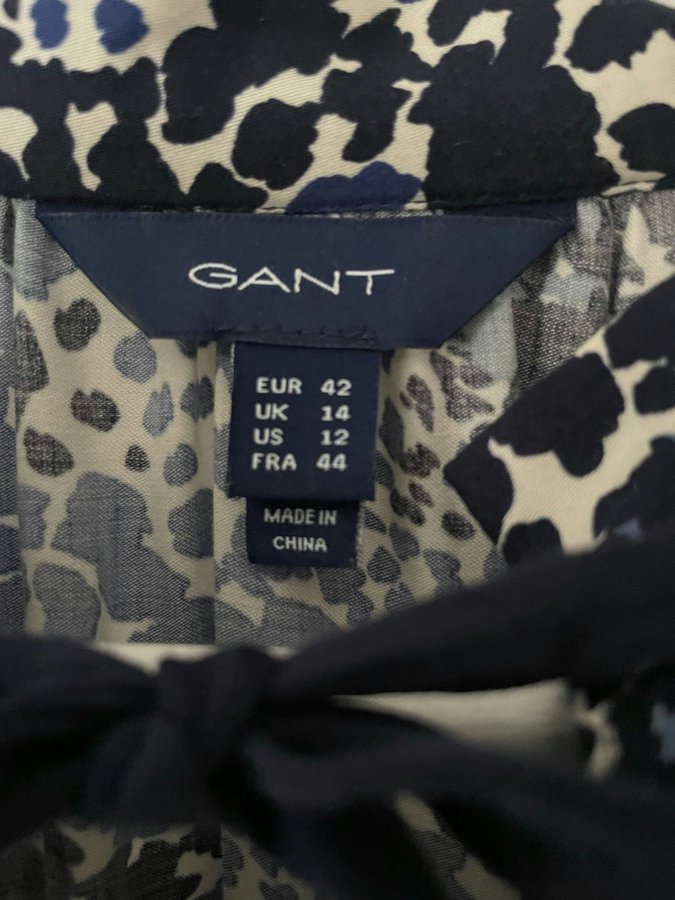 GANT
EUR 42
UK 14
US 12
FRA 44
MADE IN
CHINA